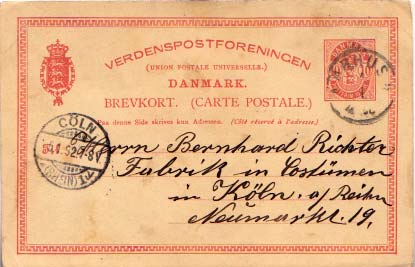 VERDENSPOSTFORENINGEN
(UNION POSTALE UNIVERSELLE.)
DANMARK.
BREVKORT. (CARTE POSTALE.)
Paa denne Side skrives kun Adressen. (Côté réservé à l'adresse.)
AARHUS
CÖLN
Herrn Bernhard Richter
Fabrik in Costümen
in Köln a/Rhein
Neumarkt 19.